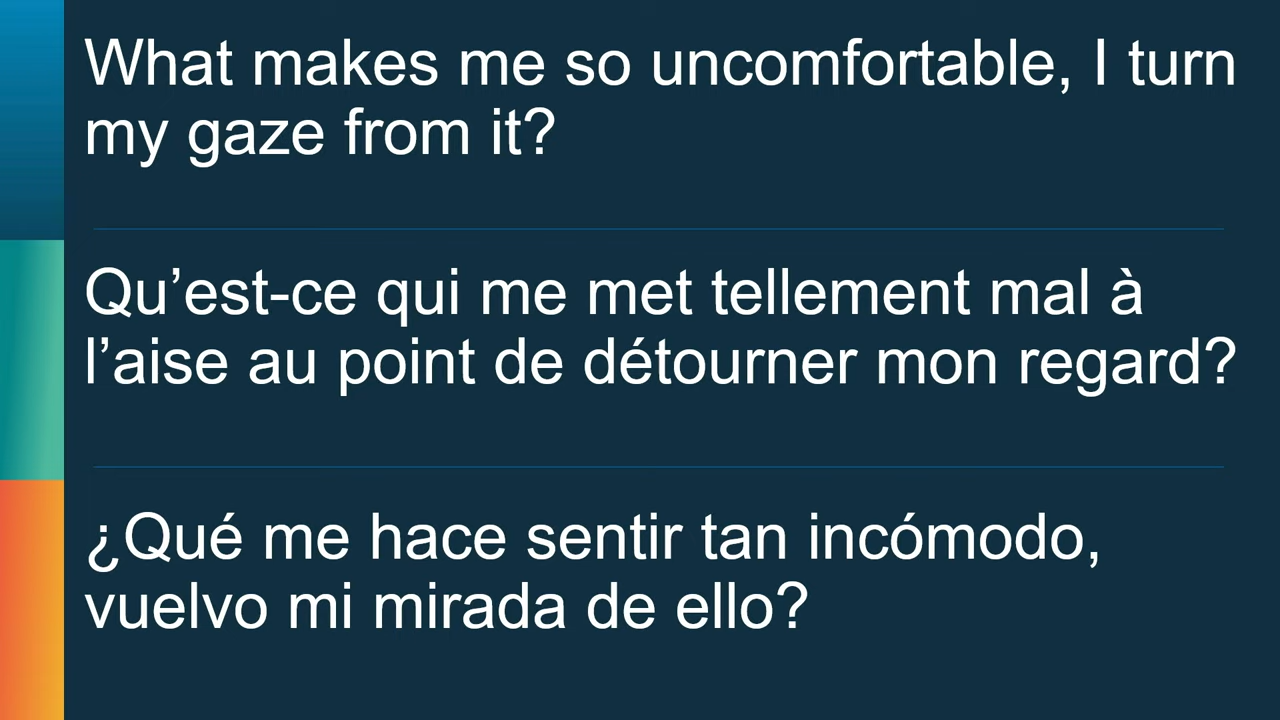 What makes me so uncomfortable, I turn
my gaze from it?
Qu’est-ce qui me met tellement mal à
l’aise au point de détourner mon regard?
¿Qué me hace sentir tan incómodo,
vuelvo mi mirada de ello?